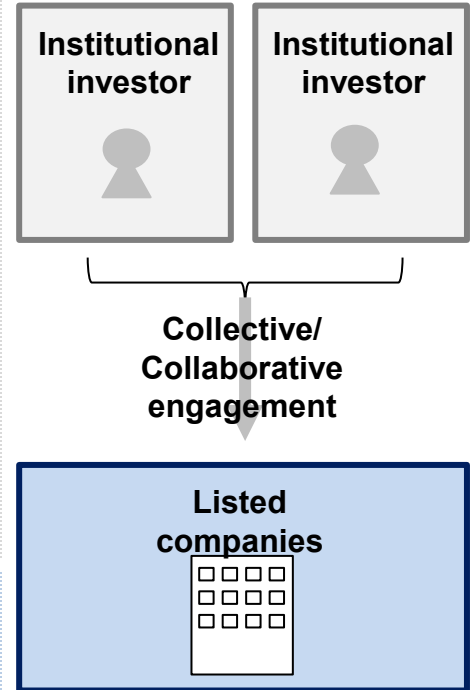 Institutional
investor
Institutional
investor
Collective/
Collaborative
engagement
Listed
companies